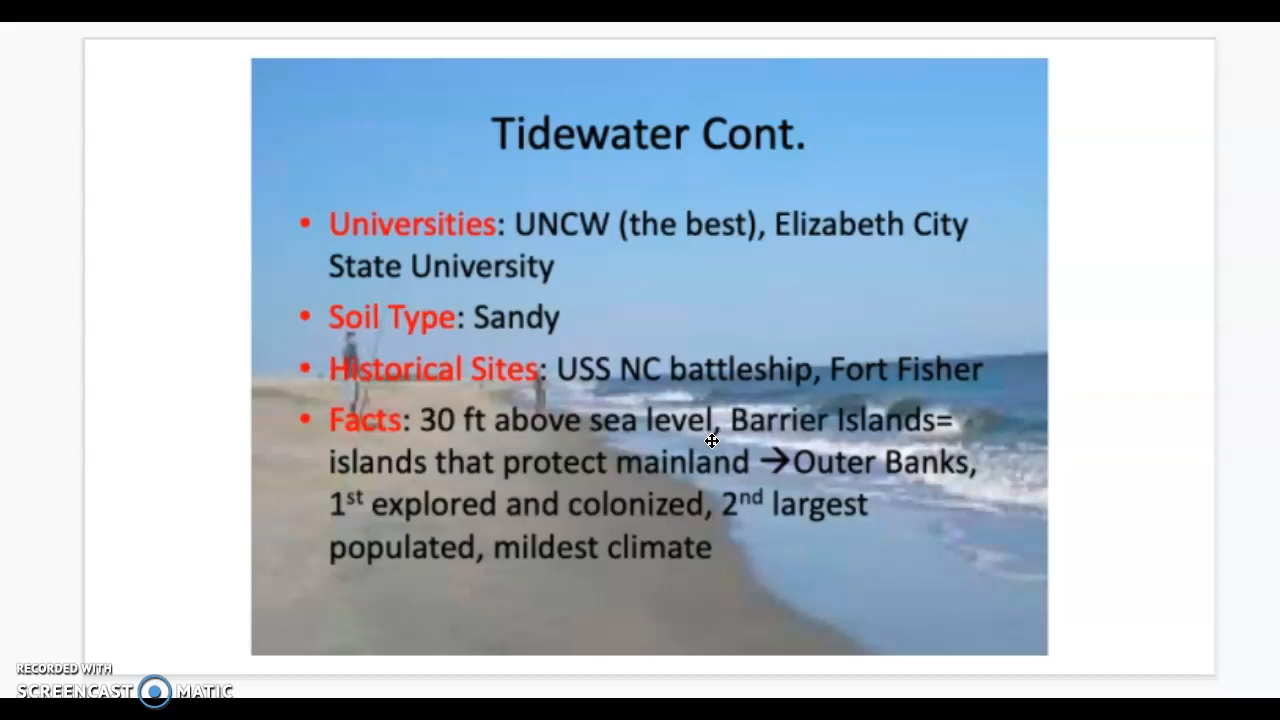 Tidewater Cont.
• Universities: UNCW (the best), Elizabeth City
State University
• Soil Type: Sandy
• Historical Sites: USS NC battleship, Fort Fisher
• Facts: 30 ft above sea level, Barrier Islands=
islands that protect mainland →Outer Banks,
1st explored and colonized, 2nd largest
populated, mildest climate
RECORDED WITH
SCREENCAST MATIC